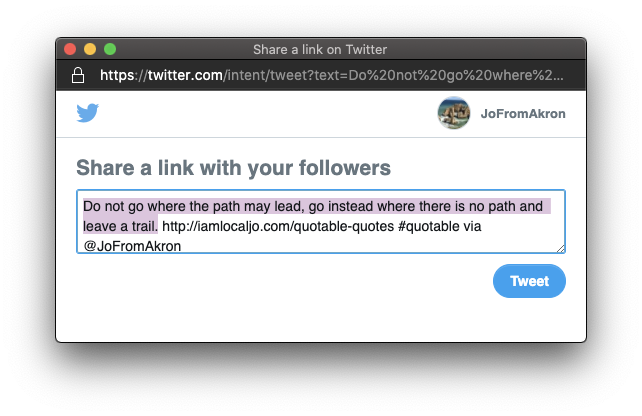 Share a link on Twitter
https://twitter.com/intent/tweet?text=Do%20not%20go%20where%2...
JoFromAkron
Share a link with your followers
Do not go where the path may lead, go instead where there is no path and
leave a trail. http://iamlocaljo.com/quotable-quotes #quotable via
@JoFromAkron
Tweet